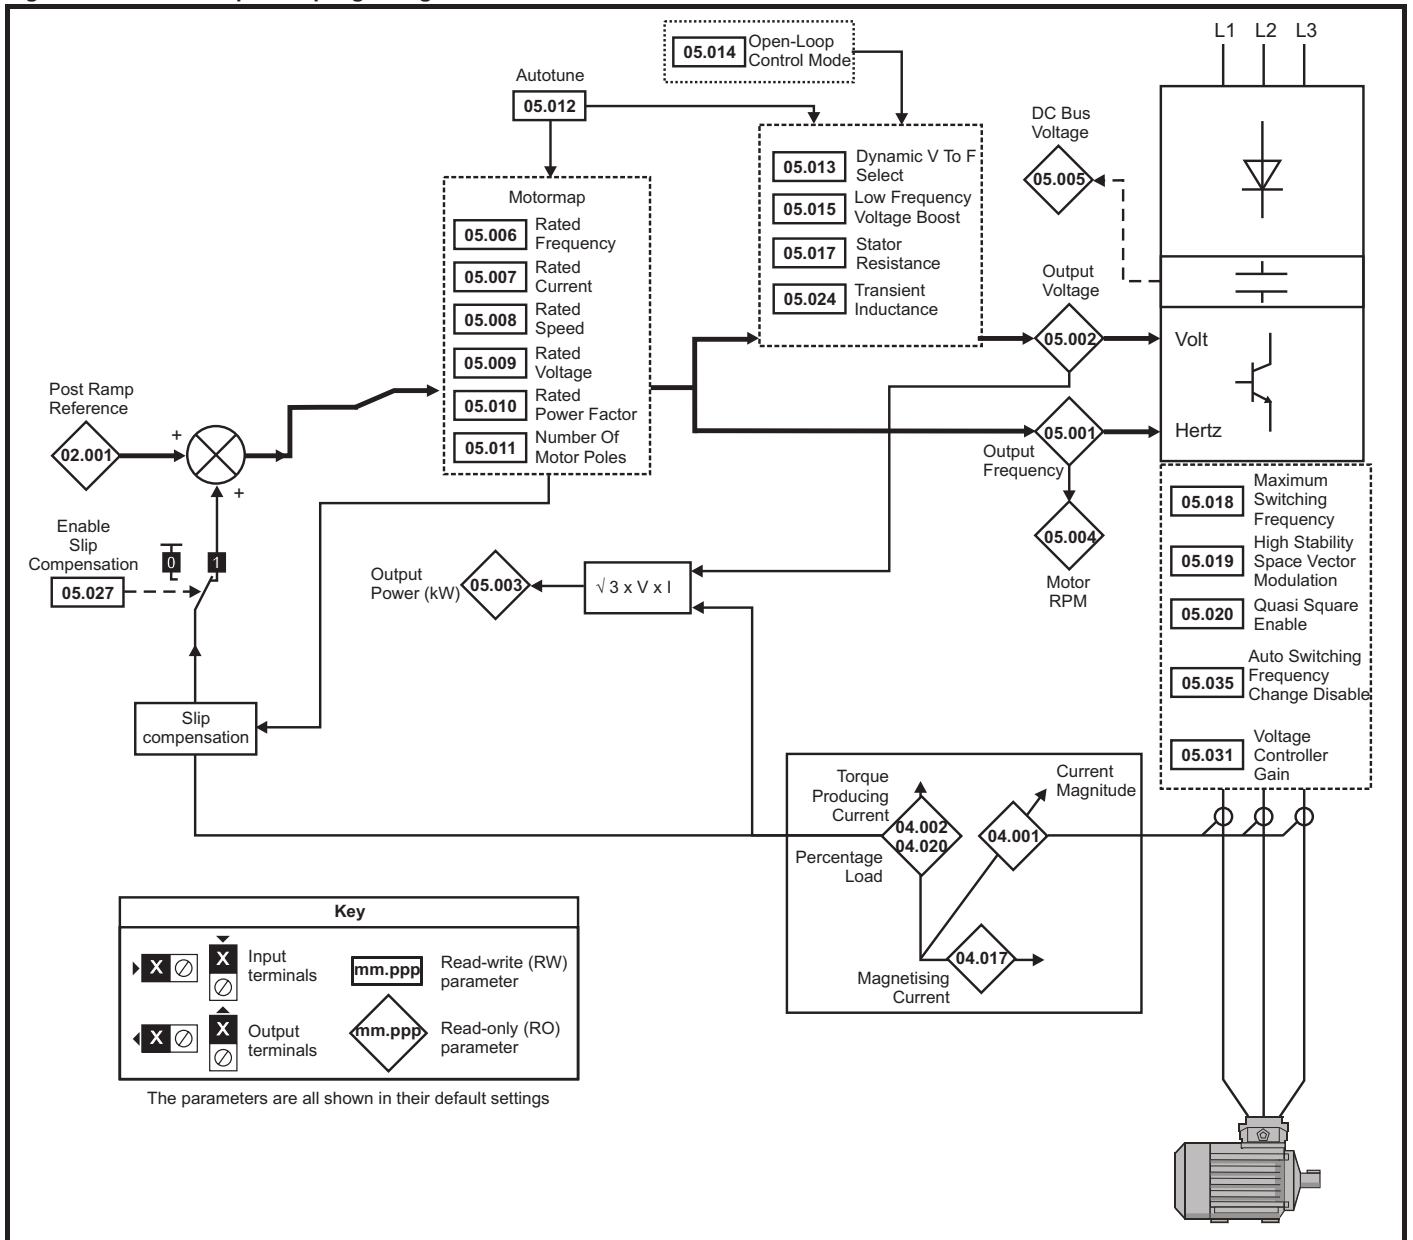 L1 L2 L3
05.014
Open-Loop
Control Mode
Autotune
05.012
DC Bus
Voltage
05.005
05.013
Dynamic V To F
Select
05.015
Low Frequency
Voltage Boost
05.017
Stator
Resistance
05.024
Transient
Inductance
Motormap
05.006
Rated
Frequency
05.007
Rated
Current
05.008
Rated
Speed
05.009
Rated
Voltage
05.010
Rated
Power Factor
05.011
Number Of
Motor Poles
Output
Voltage
05.002
Volt
Post Ramp
Reference
02.001
+
+
05.001
Output
Frequency
Hertz
05.004
Motor
RPM
Enable
Slip
Compensation
05.027
0
1
Output
Power (kW)
05.003
√ 3 x V x I
05.018
Maximum
Switching
Frequency
05.019
High Stability
Space Vector
Modulation
05.020
Quasi Square
Enable
05.035
Auto Switching
Frequency
Change Disable
05.031
Voltage
Controller
Gain
Slip
compensation
Torque
Producing
Current
04.002
04.020
Percentage
Load
Current
Magnitude
04.001
04.017
Magnetising
Current
Key
X
X
Input
terminals
mm.ppp
Read-write (RW)
parameter
X
X
Output
terminals
mm.ppp
Read-only (RO)
parameter
The parameters are all shown in their default settings